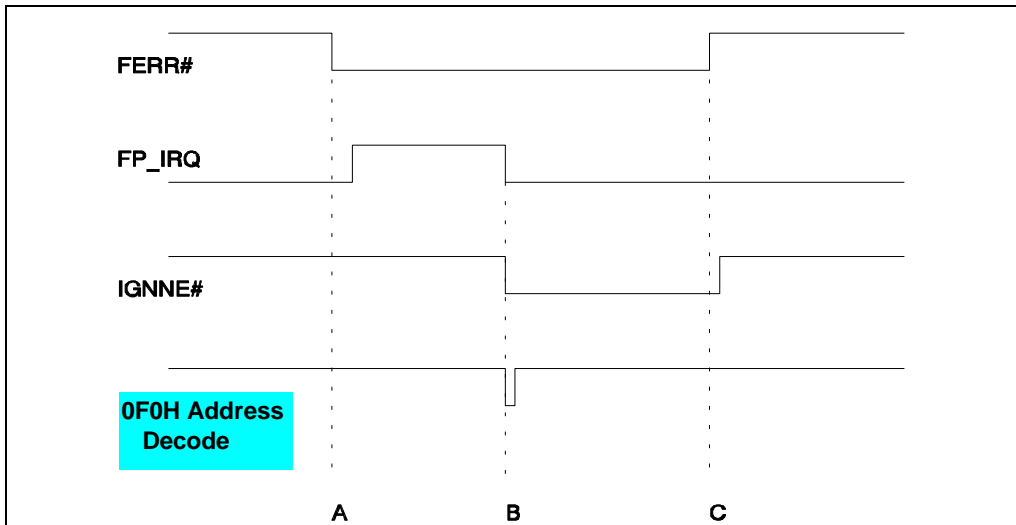 FERR#
FP_IRQ
IGNNE#
0F0H Address
Decode
A B C